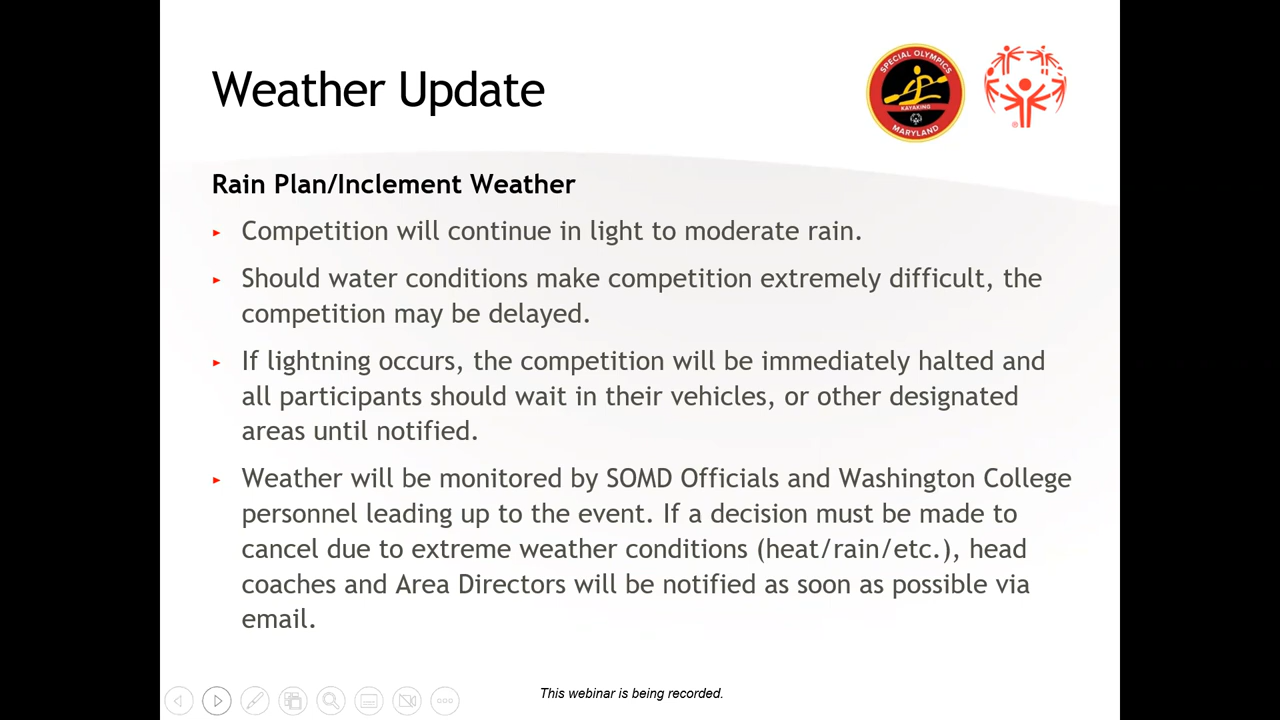 Weather Update
SPECIAL OLYMPICS
KAYAKING
MARYLAND
Rain Plan/Inclement Weather
Competition will continue in light to moderate rain.
Should water conditions make competition extremely difficult, the
competition may be delayed.
If lightning occurs, the competition will be immediately halted and
all participants should wait in their vehicles, or other designated
areas until notified.
Weather will be monitored by SOMD Officials and Washington College
personnel leading up to the event. If a decision must be made to
cancel due to extreme weather conditions (heat/rain/etc.), head
coaches and Area Directors will be notified as soon as possible via
email.
This webinar is being recorded.